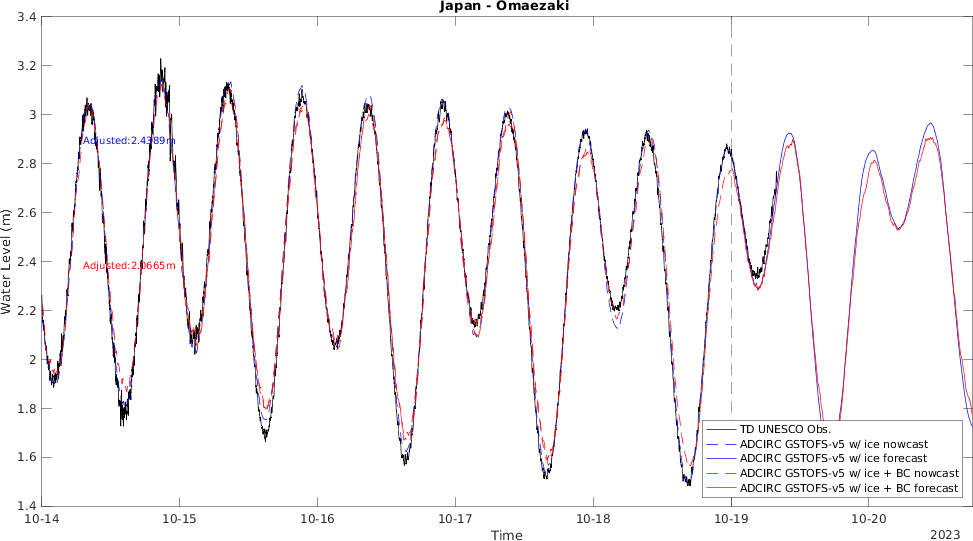 Japan - Omaezaki
3.4
3.2
3
2.8
2.6
2.4
2.2
2
1.8
1.6
1.4
Water Level (m)
Adjusted:2.4389m
Adjusted:2.0665m
TD UNESCO Obs.
ADCIRC GSTOFS-v5 w/ ice nowcast
ADCIRC GSTOFS-v5 w/ ice forecast
ADCIRC GSTOFS-v5 w/ ice + BC nowcast
ADCIRC GSTOFS-v5 w/ ice + BC forecast
10-14 10-15 10-16 10-17 10-18 10-19 10-20
Time
2023